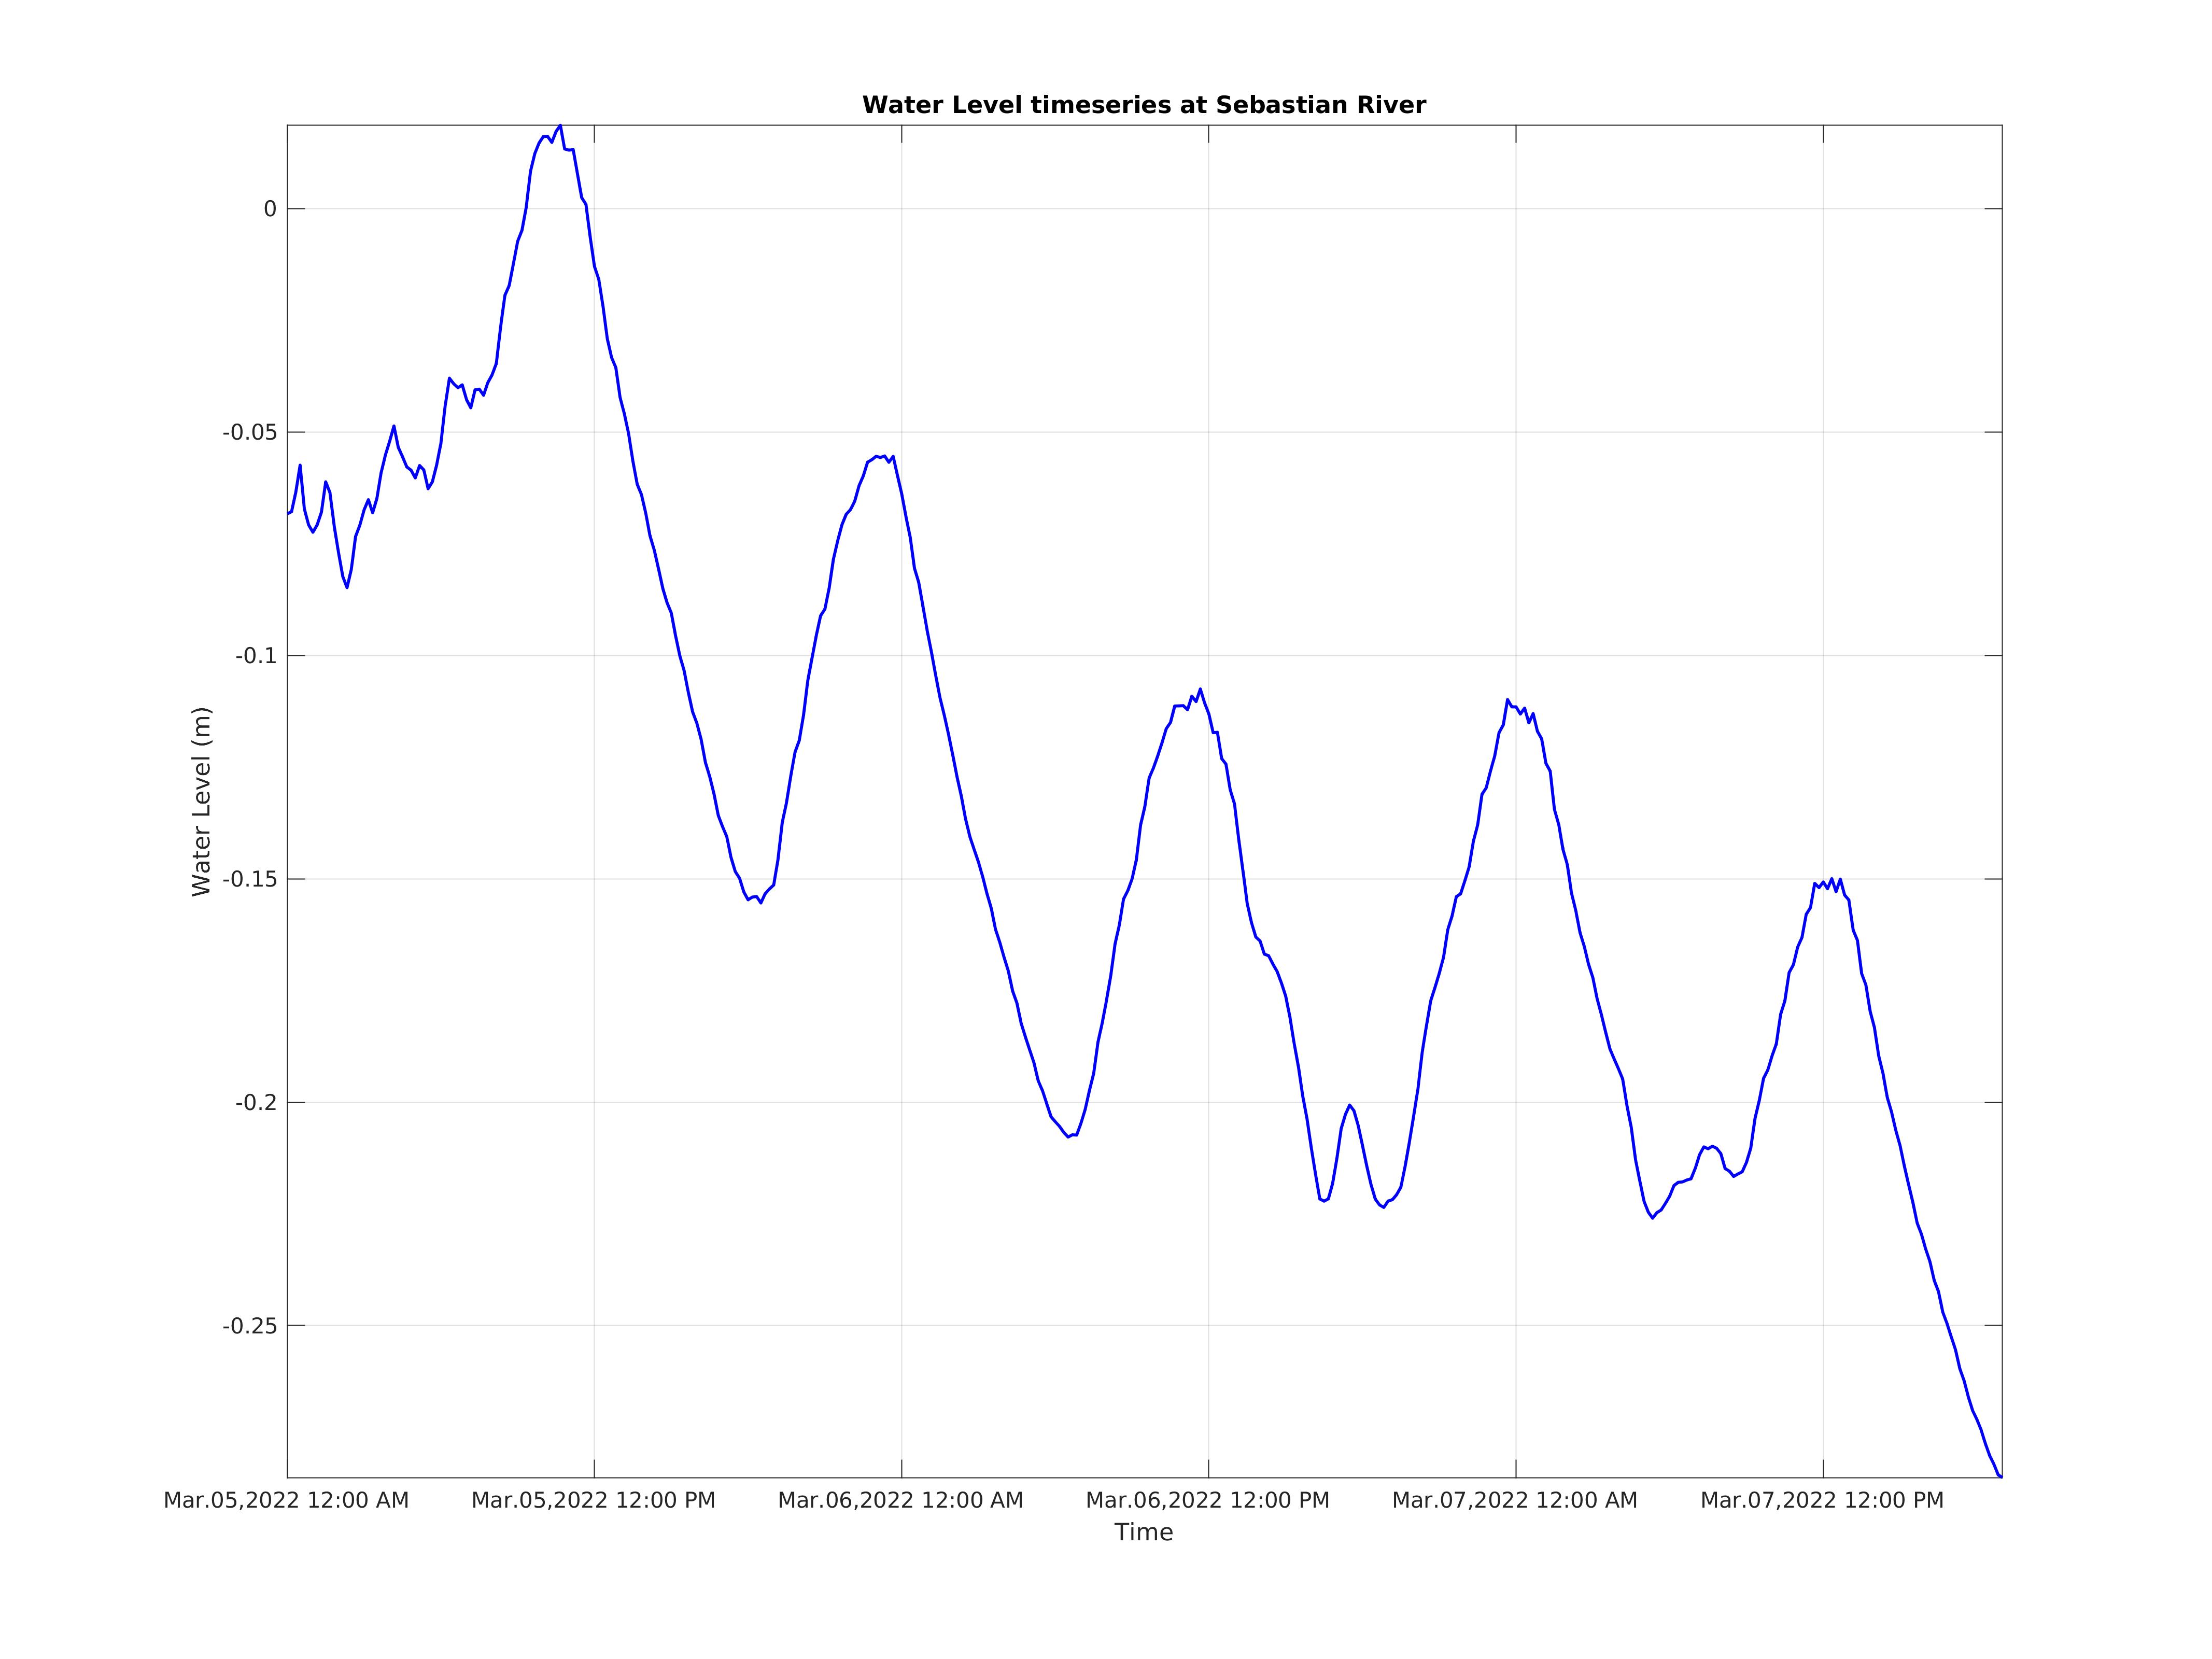 Water Level timeseries at Sebastian River
0
-0.05
-0.1
-0.15
-0.2
-0.25
Water Level (m)
Mar.05,2022 12:00 AM
Mar.05,2022 12:00 PM
Mar.06,2022 12:00 AM
Mar.06,2022 12:00 PM
Mar.07,2022 12:00 AM
Mar.07,2022 12:00 PM
Time